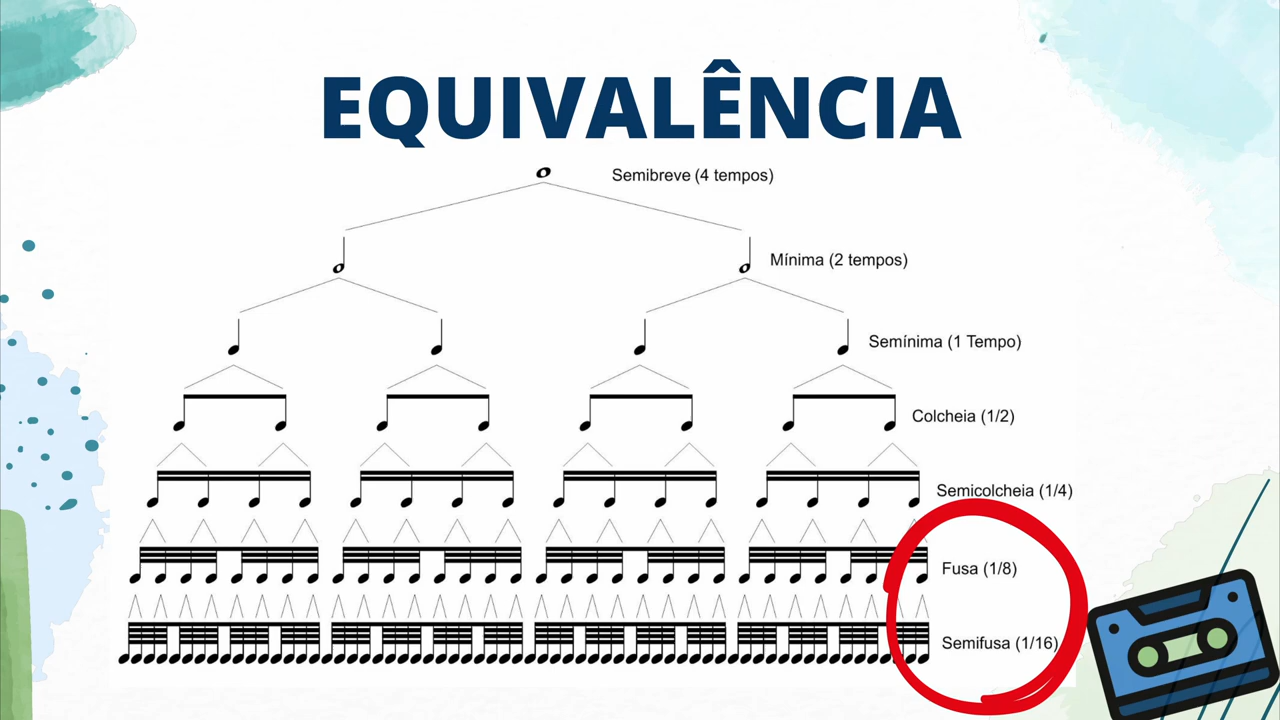 EQUIVALÊNCIA
Semibreve (4 tempos)
Mínima (2 tempos)
Semínima (1 Tempo)
Colcheia (1/2)
Semicolcheia (1/4)
Fusa (1/8)
Semifusa (1/16)